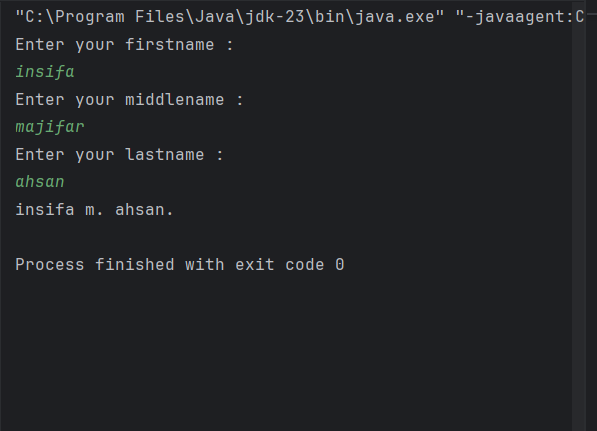 "C:\Program Files\Java\jdk-23\bin\java.exe" "-javaagent:C
Enter your firstname :
insifa
Enter your middlename :
majifar
Enter your lastname :
ahsan
insifa m. ahsan.
Process finished with exit code 0